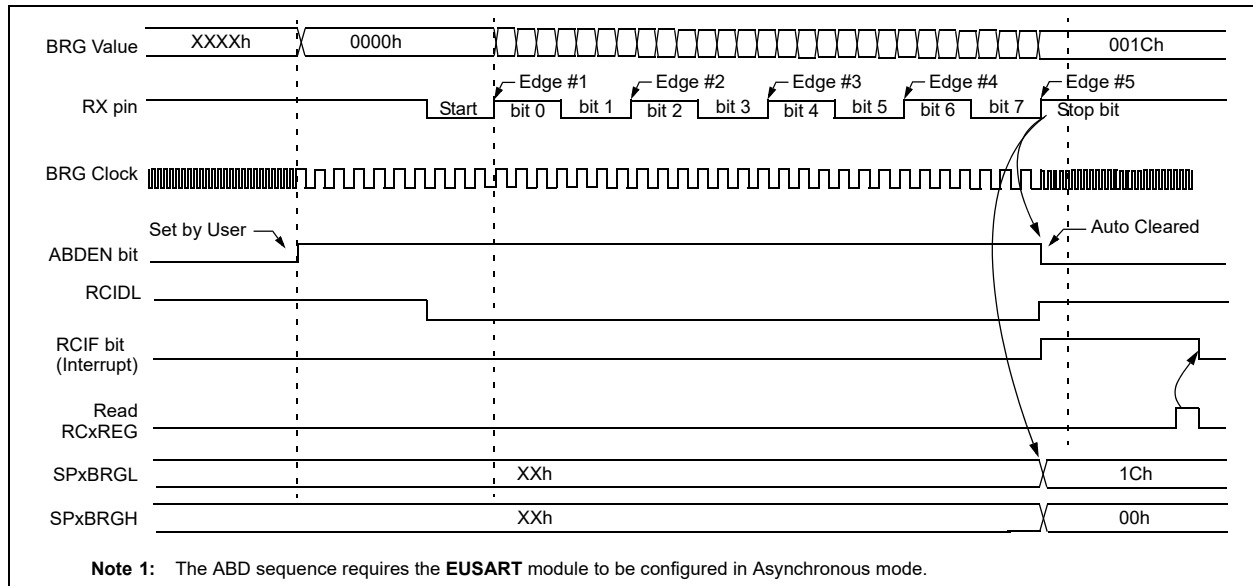 BRG Value XXXXh 0000h 001Ch
Edge #1 Edge #2 Edge #3 Edge #4 Edge #5
RX pin Start bit 0 bit 1 bit 2 bit 3 bit 4 bit 5 bit 6 bit 7 Stop bit
BRG Clock
Set by User Auto Cleared
ABDEN bit
RCIDL
RCIF bit
(Interrupt)
Read
RCxREG
SPxBRGL XXh 1Ch
SPxBRGH XXh 00h
Note 1: The ABD sequence requires the EUSART module to be configured in Asynchronous mode.